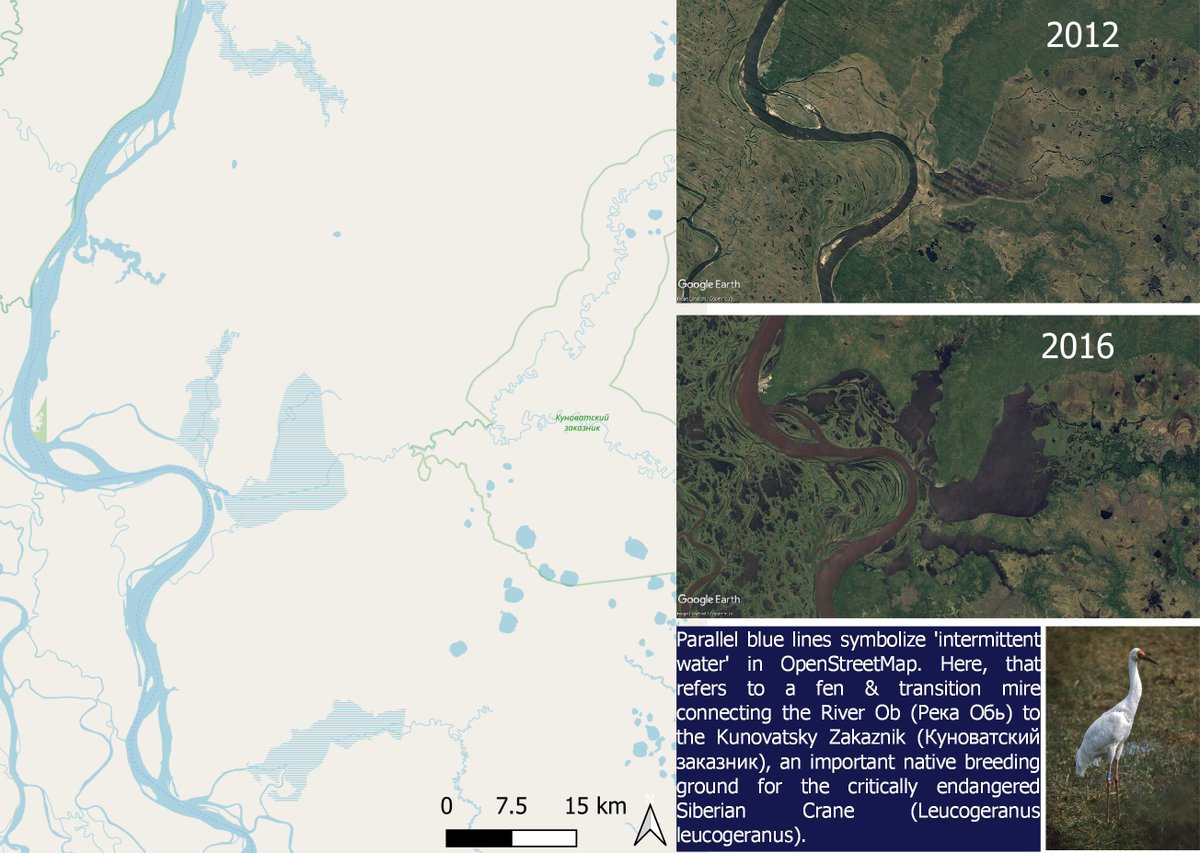 2012
Google Earth
2016
Google Earth
Куноватский
заказник
0 7.5 15 km
N
Parallel blue lines symbolize 'intermittent
water' in OpenStreetMap. Here, that
refers to a fen & transition mire
connecting the River Ob (Река Обь) to
the Kunovatsky Zakaznik (Куноватский
заказник), an important native breeding
ground for the critically endangered
Siberian Crane (Leucogeranus
leucogeranus).